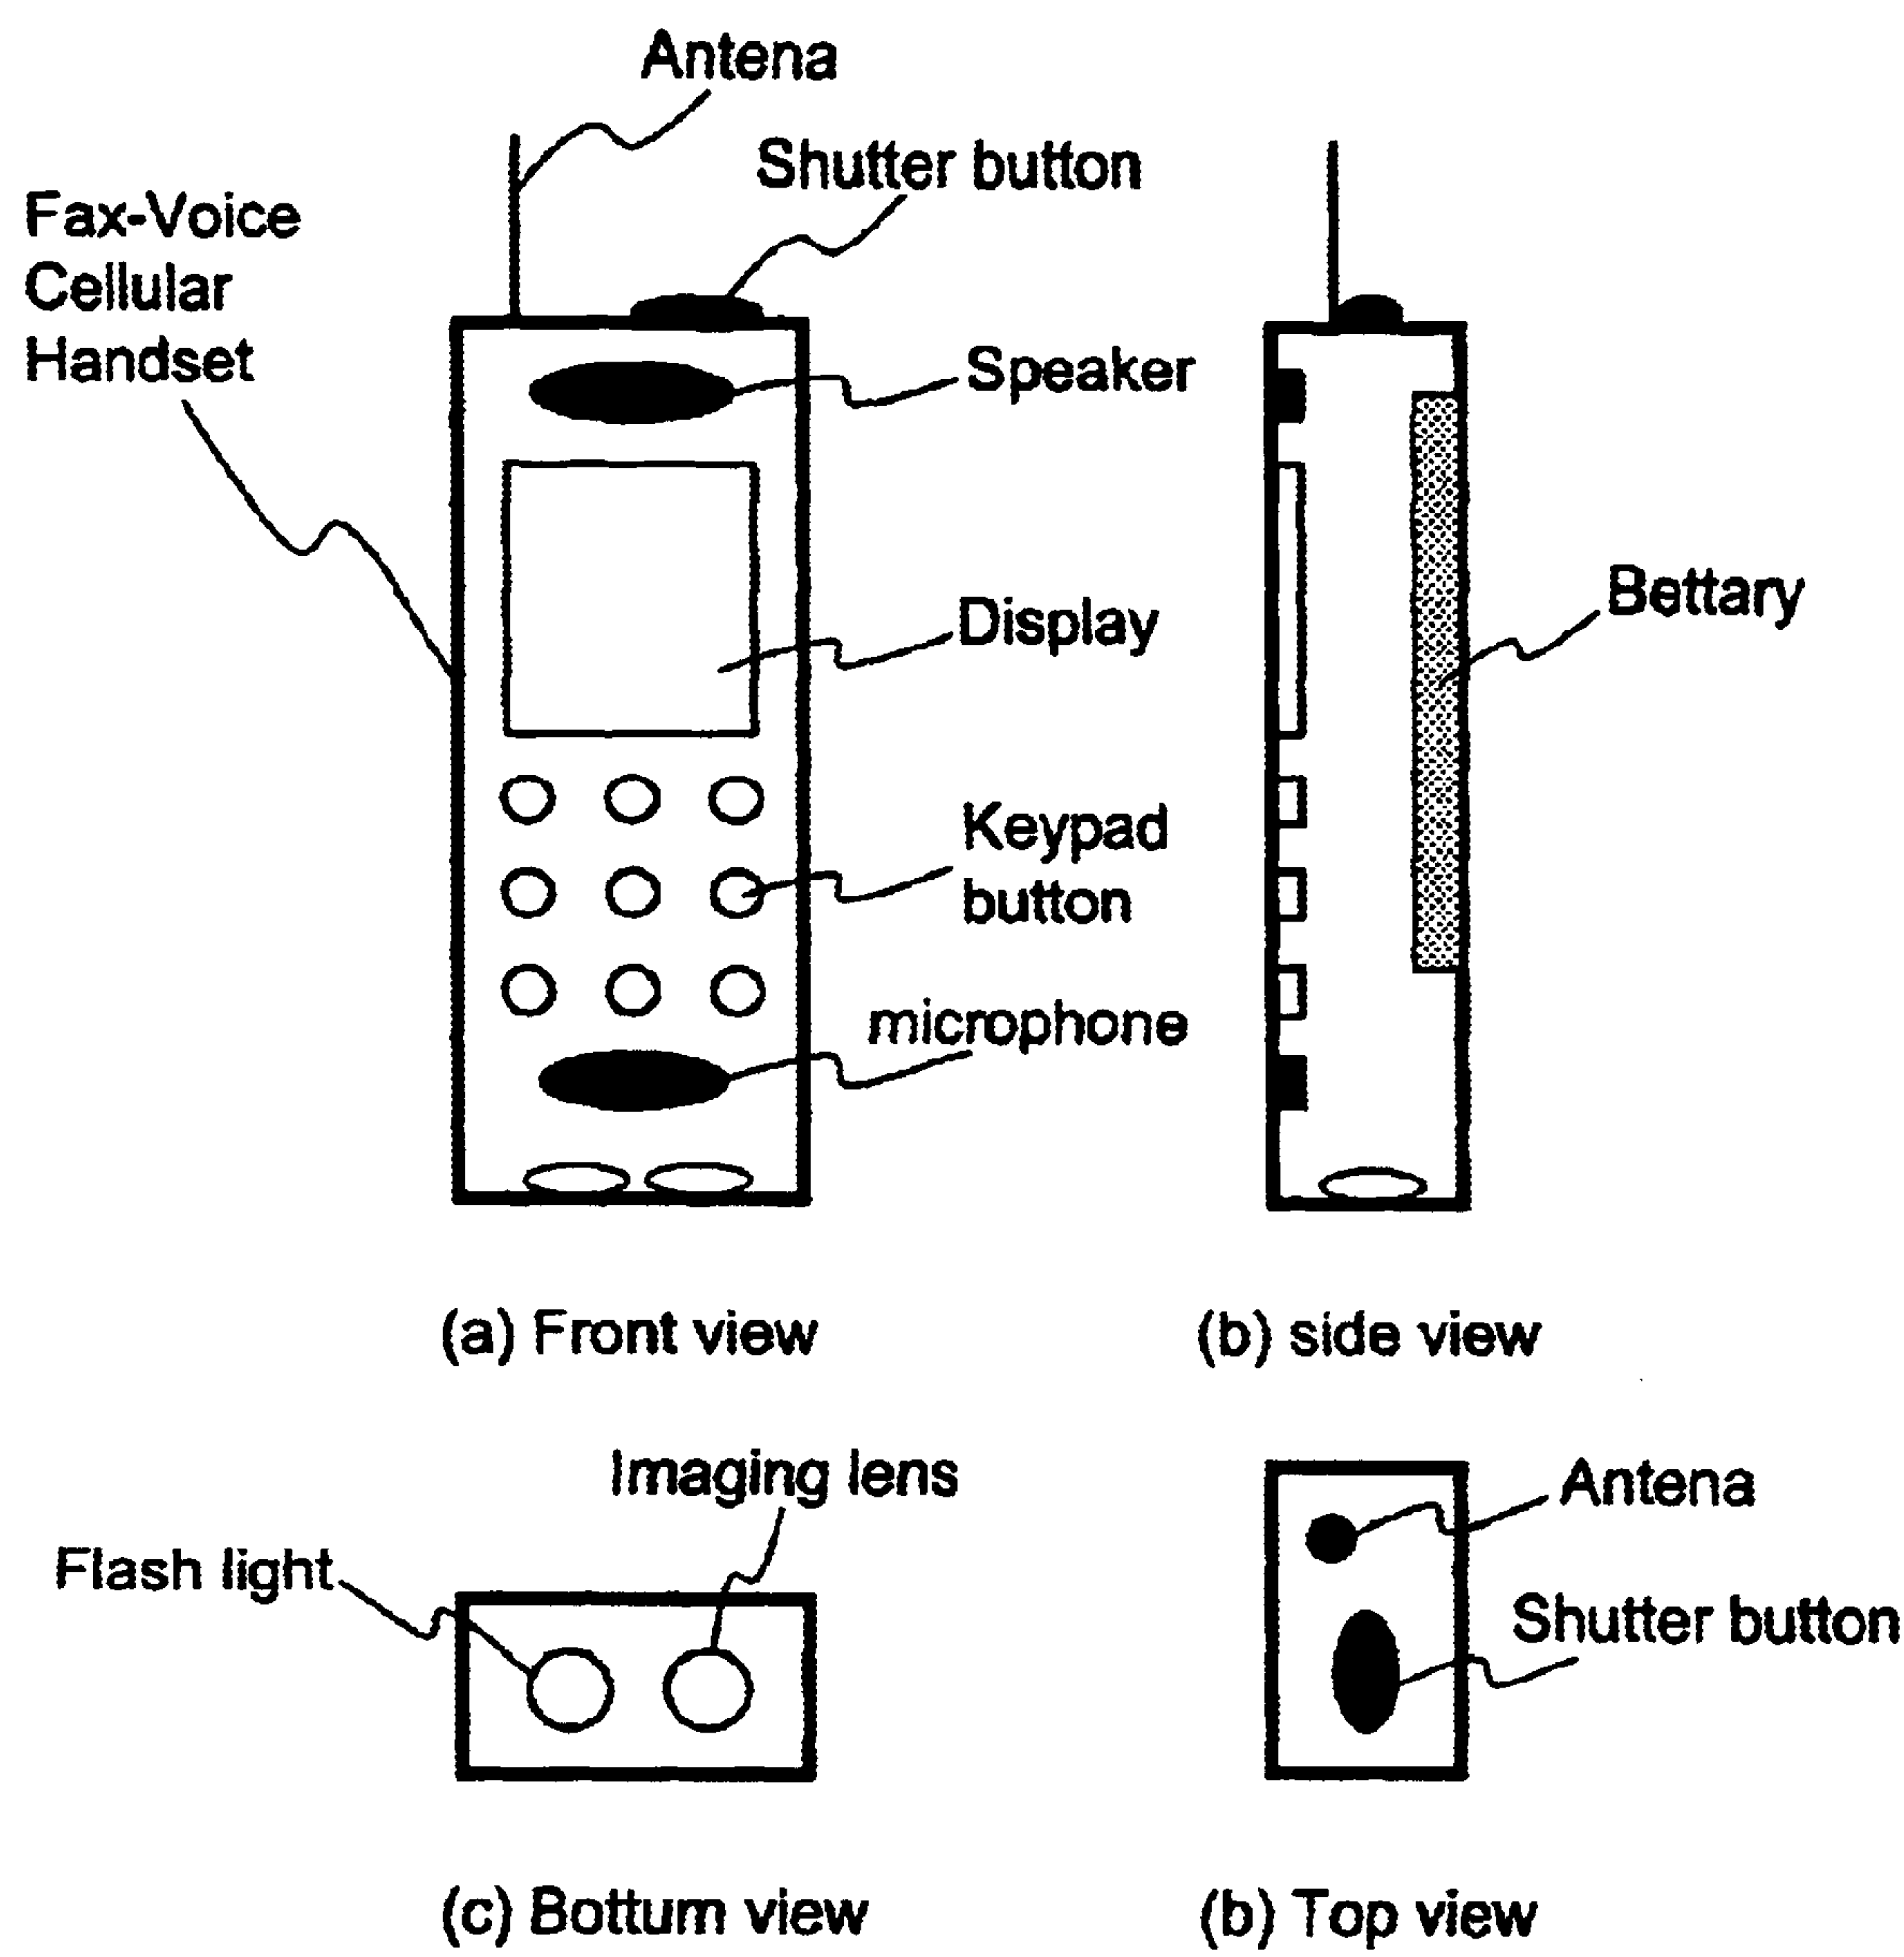 Antena
Shutter button
Fax-Voice
Cellular
Handset
Speaker
Display
Bettary
Keypad
button
microphone
(a) Front view
(b) side view
Imaging lens
Flash light
Antena
Shutter button
(c) Bottum view
(b) Top view